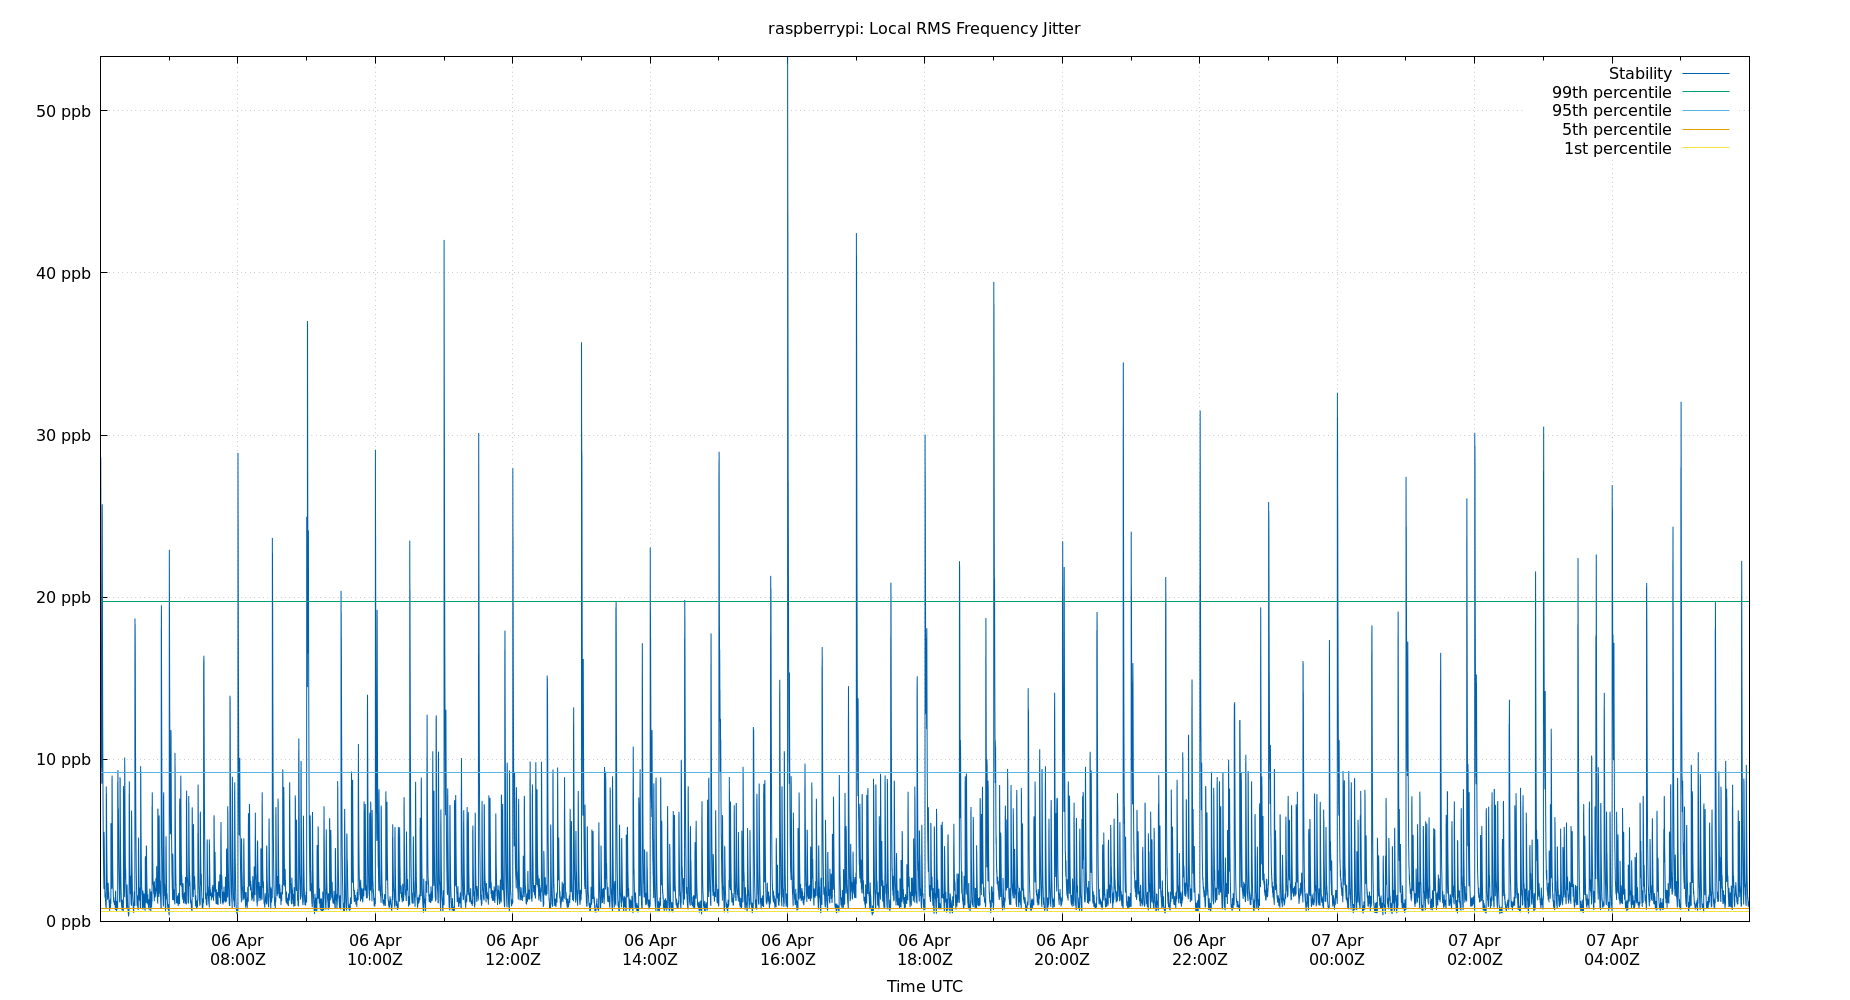 raspberrypi: Local RMS Frequency Jitter
Stability
99th percentile
95th percentile
5th percentile
1st percentile
50 ppb
40 ppb
30 ppb
20 ppb
10 ppb
0 ppb
06 Apr 06 Apr 06 Apr 06 Apr 06 Apr 06 Apr 06 Apr 06 Apr 07 Apr 07 Apr 07 Apr
08:00Z 10:00Z 12:00Z 14:00Z 16:00Z 18:00Z 20:00Z 22:00Z 00:00Z 02:00Z 04:00Z
Time UTC